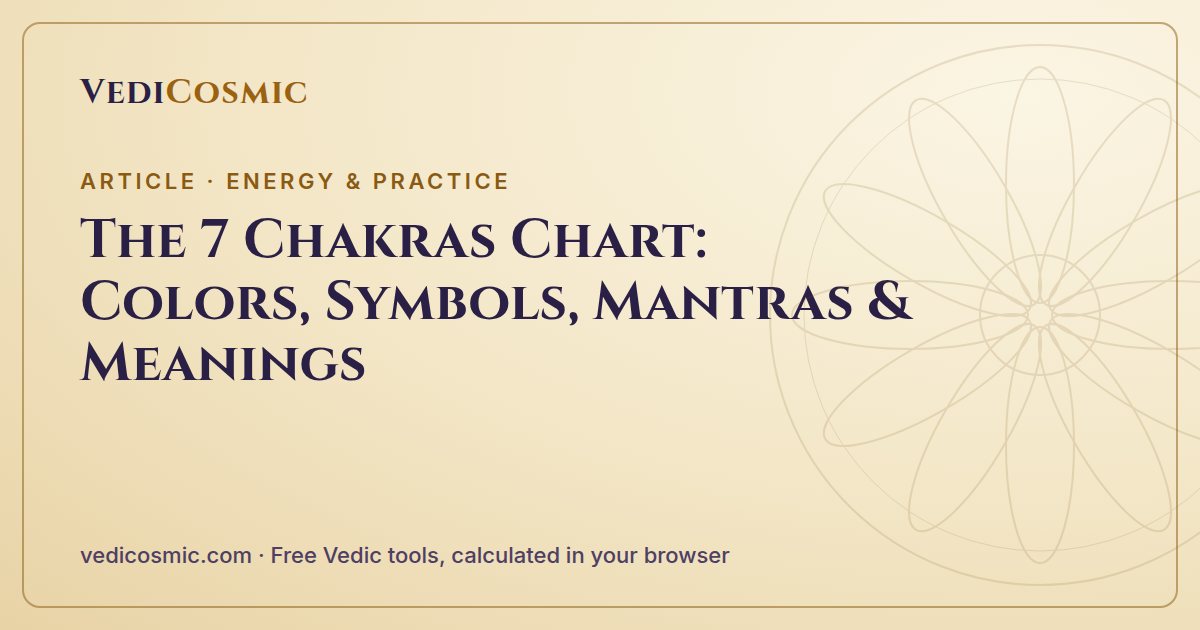 VediCosmic
ARTICLE · ENERGY & PRACTICE
The 7 Chakras Chart:
Colors, Symbols, Mantras &
Meanings
vedicosmic.com · Free Vedic tools, calculated in your browser